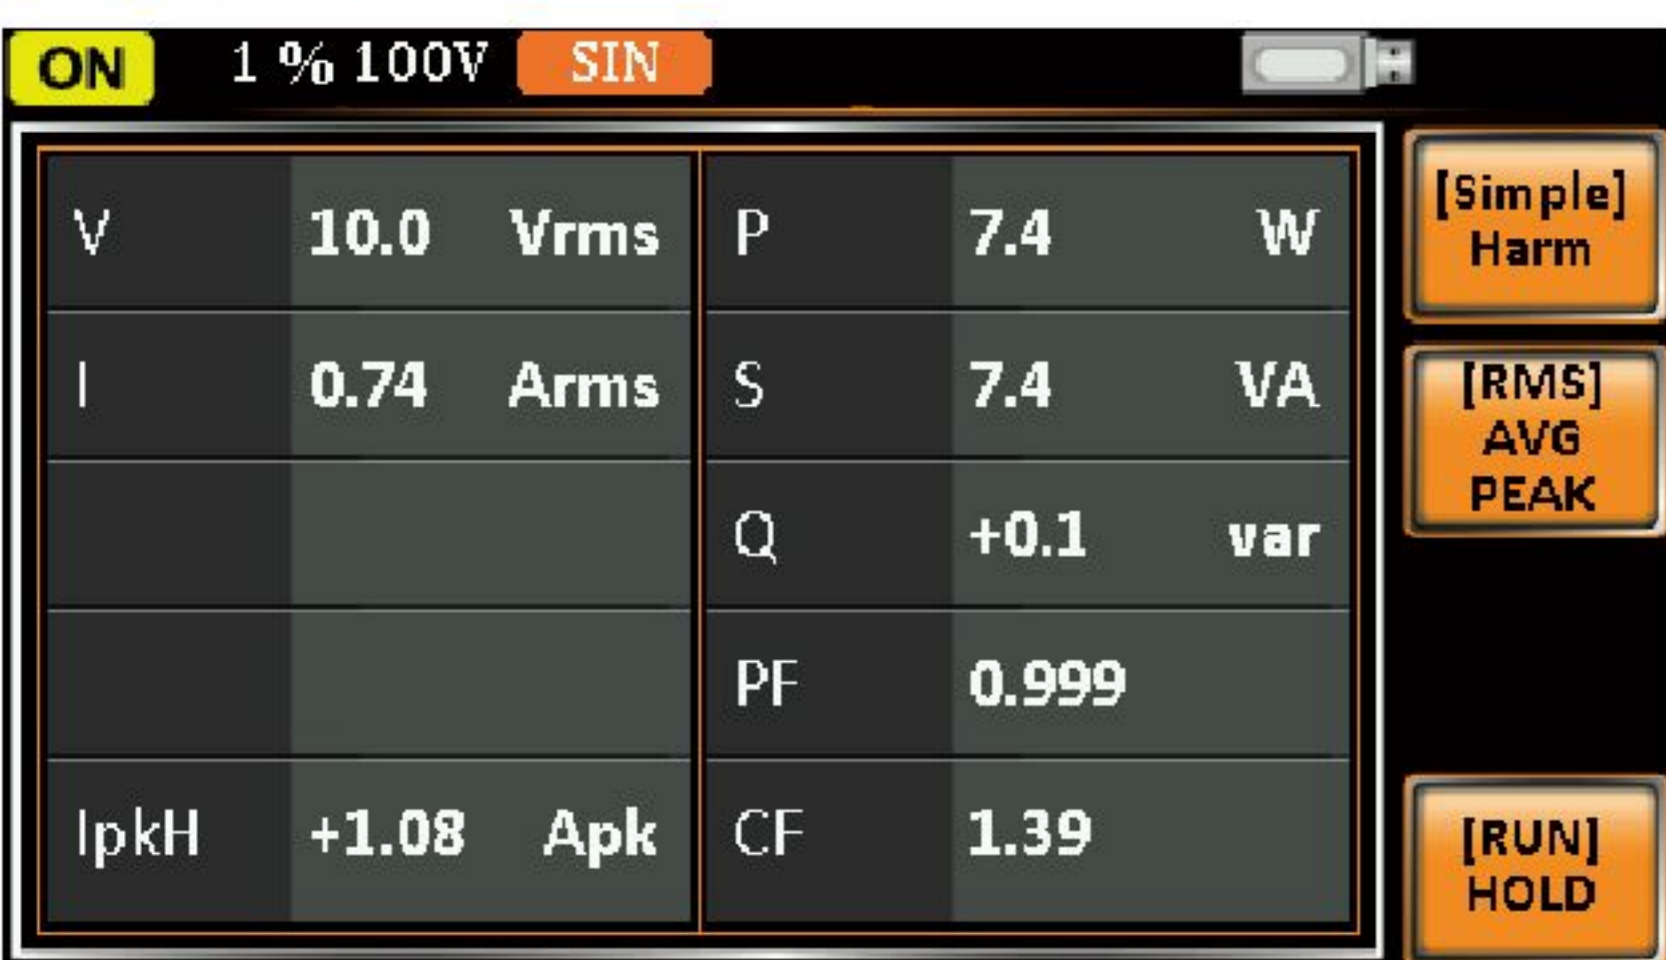 ON 1 % 100V SIN
V 10.0 Vrms P 7.4 W
I 0.74 Arms S 7.4 VA
Q +0.1 var
PF 0.999
IpkH +1.08 Apk CF 1.39
[Simple]
Harm
[RMS]
AVG
PEAK
[RUN]
HOLD